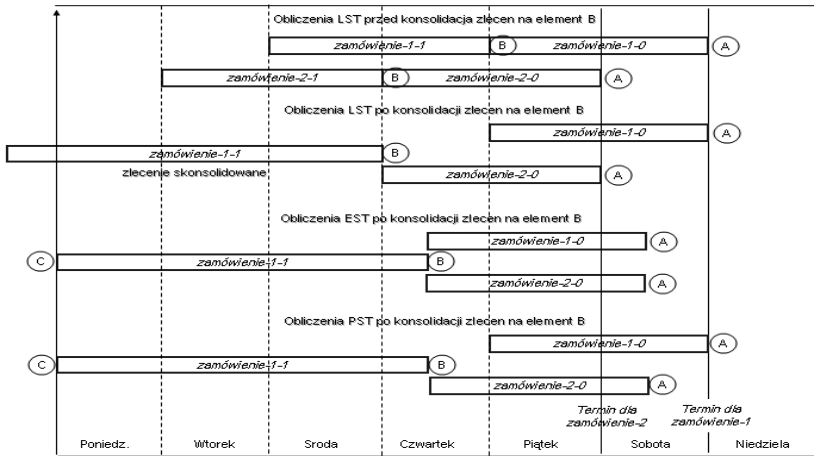 Obliczenia LST przed konsolidacja zlecen na element B
zamówienie-1-1 B zamówienie-1-0 A
zamówienie-2-1 B zamówienie-2-0 A
Obliczenia LST po konsolidacji zlecen na element B
zamówienie-1-0 A
zamówienie-1-1 B
zlecenie skonsolidowane
zamówienie-2-0 A
Obliczenia EST po konsolidacji zlecen na element B
zamówienie-1-0 A
C zamówienie-1-1 B
zamówienie-2-0 A
Obliczenia PST po konsolidacji zlecen na element B
zamówienie-1-0 A
C zamówienie-1-1 B
zamówienie-2-0 A
Termin dla Termin dla
zamówienie-2 zamówienie-1
Poniedz. Wtorek Sroda Czwartek Piątek Sobota Niedziela